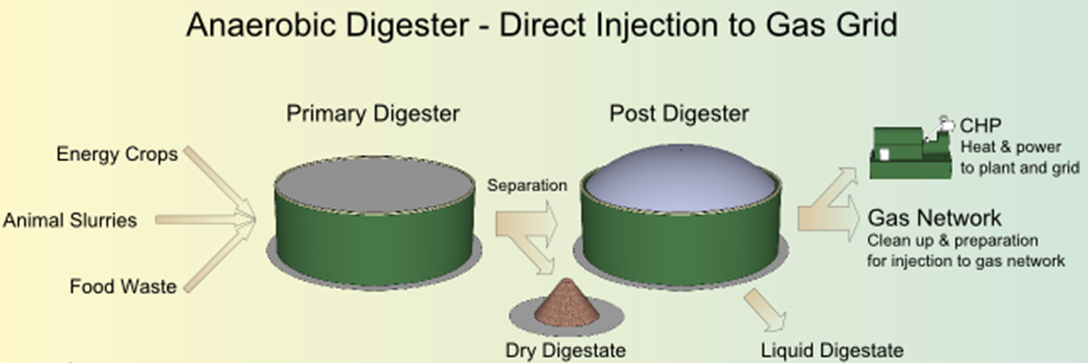 Anaerobic Digester - Direct Injection to Gas Grid
Primary Digester
Post Digester
Energy Crops
Animal Slurries
Food Waste
Separation
CHP
Heat & power
to plant and grid
Gas Network
Clean up & preparation
for injection to gas network
Dry Digestate
Liquid Digestate